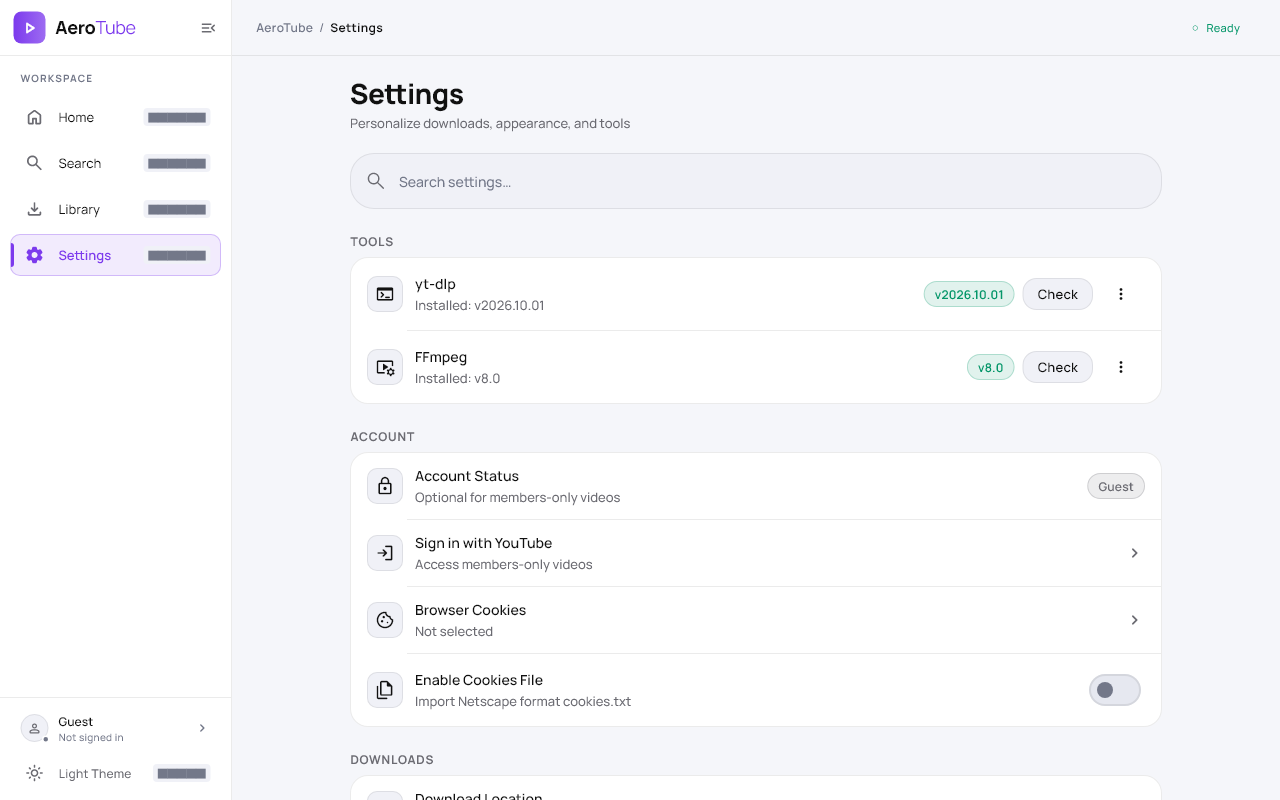 AeroTube
AeroTube / Settings
Ready
WORKSPACE
Home
Search
Library
Settings
Guest
Not signed in
Light Theme
Settings
Personalize downloads, appearance, and tools
Search settings...
TOOLS
yt-dlp
Installed: v2026.10.01
v2026.10.01
Check
FFmpeg
Installed: v8.0
v8.0
Check
ACCOUNT
Account Status
Optional for members-only videos
Guest
Sign in with YouTube
Access members-only videos
Browser Cookies
Not selected
Enable Cookies File
Import Netscape format cookies.txt
DOWNLOADS
Download Location